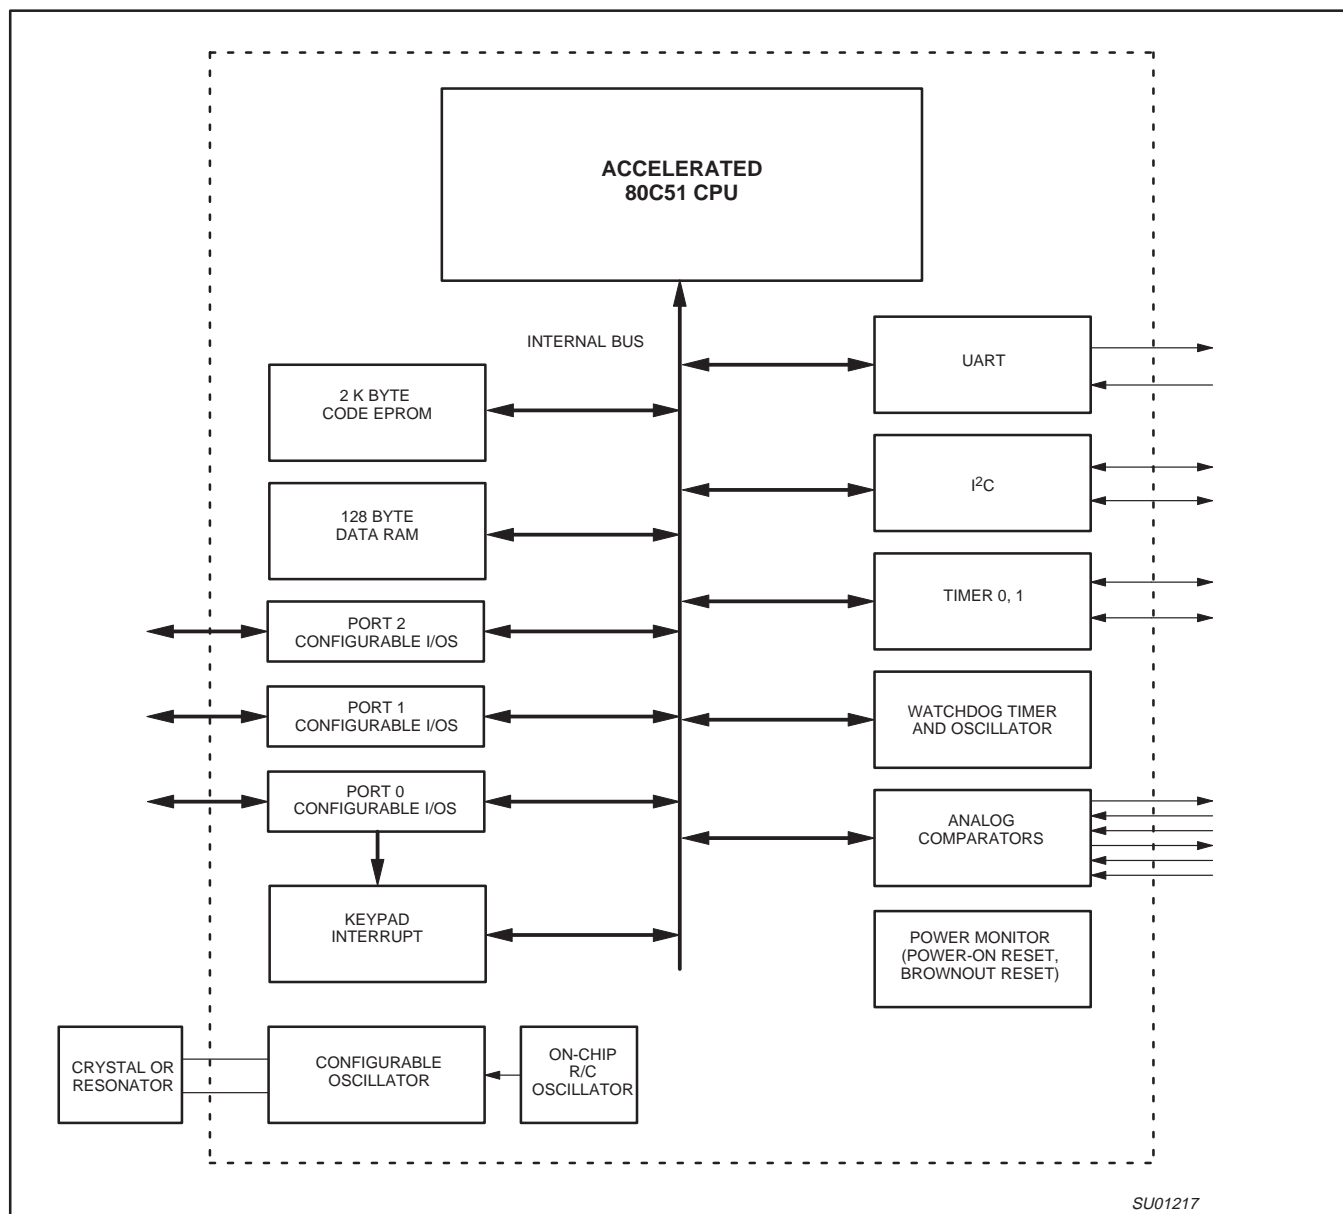 ACCELERATED
80C51 CPU
INTERNAL BUS
UART
2 K BYTE
CODE EPROM
I²C
128 BYTE
DATA RAM
TIMER 0, 1
PORT 2
CONFIGURABLE I/OS
PORT 1
CONFIGURABLE I/OS
WATCHDOG TIMER
AND OSCILLATOR
PORT 0
CONFIGURABLE I/OS
ANALOG
COMPARATORS
KEYPAD
INTERRUPT
POWER MONITOR
(POWER-ON RESET,
BROWNOUT RESET)
CRYSTAL OR
RESONATOR
CONFIGURABLE
OSCILLATOR
ON-CHIP
R/C
OSCILLATOR
SU01217